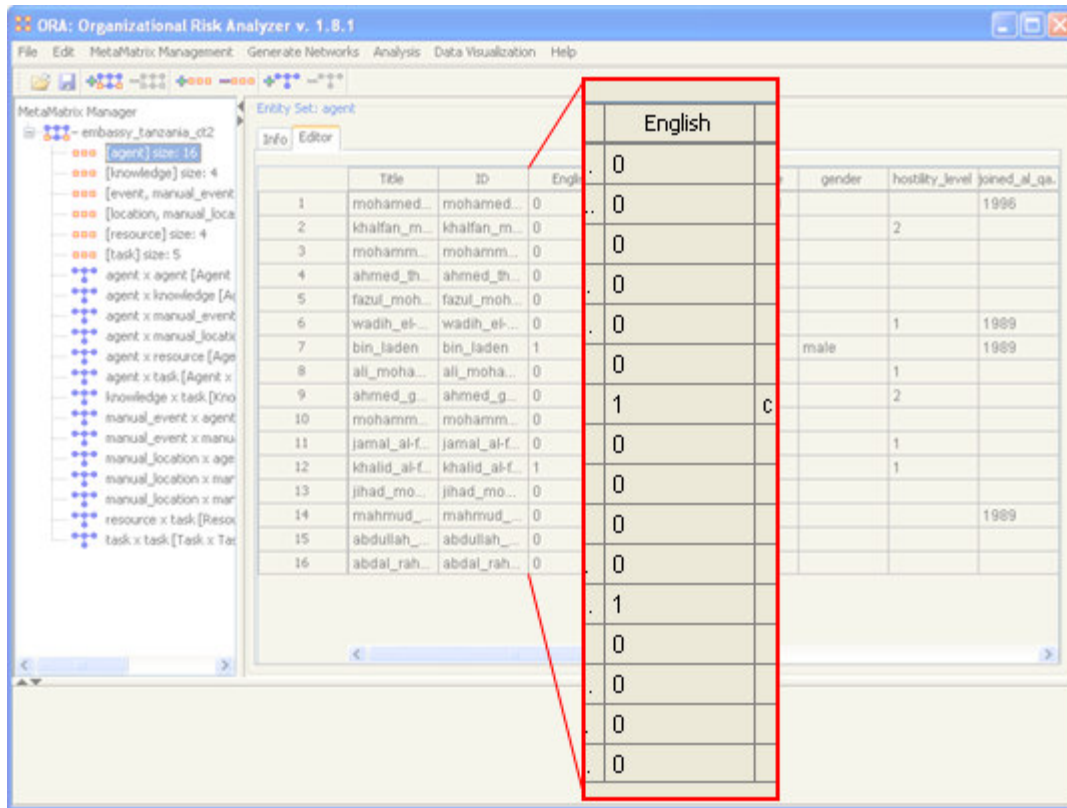 ORA: Organizational Risk Analyzer v. 1.8.1
File Edit MetaMatrix Management Generate Networks Analysis Data Visualization Help
MetaMatrix Manager
embassy_tanzania_ct2
[agent] size: 16
[knowledge] size: 4
[event, manual_event
[location, manual_loca
[resource] size: 4
[task] size: 5
agent x agent [Agent
agent x knowledge [Ag
agent x manual_event
agent x manual_locatic
agent x resource [Age
agent x task [Agent x
knowledge x task [Kno
manual_event x agent
manual_event x manu
manual_location x age
manual_location x mar
manual_location x mar
resource x task [Resou
task x task [Task x Tas
Entity Set: agent
Info Editor
Title ID Englis gender hostility_level joined_al_qa.
1 mohamed... mohamed... 0 1996
2 khalfan_m... khalfan_m... 0 2
3 mohamm... mohamm... 0
4 ahmed_th... ahmed_th... 0
5 fazul_moh... fazul_moh... 0
6 wadih_el-... wadih_el-... 0 1 1989
7 bin_laden bin_laden 1 male 1989
8 ali_moha... ali_moha... 0 1
9 ahmed_g... ahmed_g... 0 2
10 mohamm... mohamm... 0
11 jamal_al-f... jamal_al-f... 0 1
12 khalid_al-f... khalid_al-f... 1 1
13 jihad_mo... jihad_mo... 0
14 mahmud_... mahmud_... 0 1989
15 abdullah_... abdullah_... 0
16 abdal_rah... abdal_rah... 0
English
. 0
.. 0
0
. 0
. 0
0
1 c
0
0
0
. 0
. 1
0
. 0
. 0
. 0